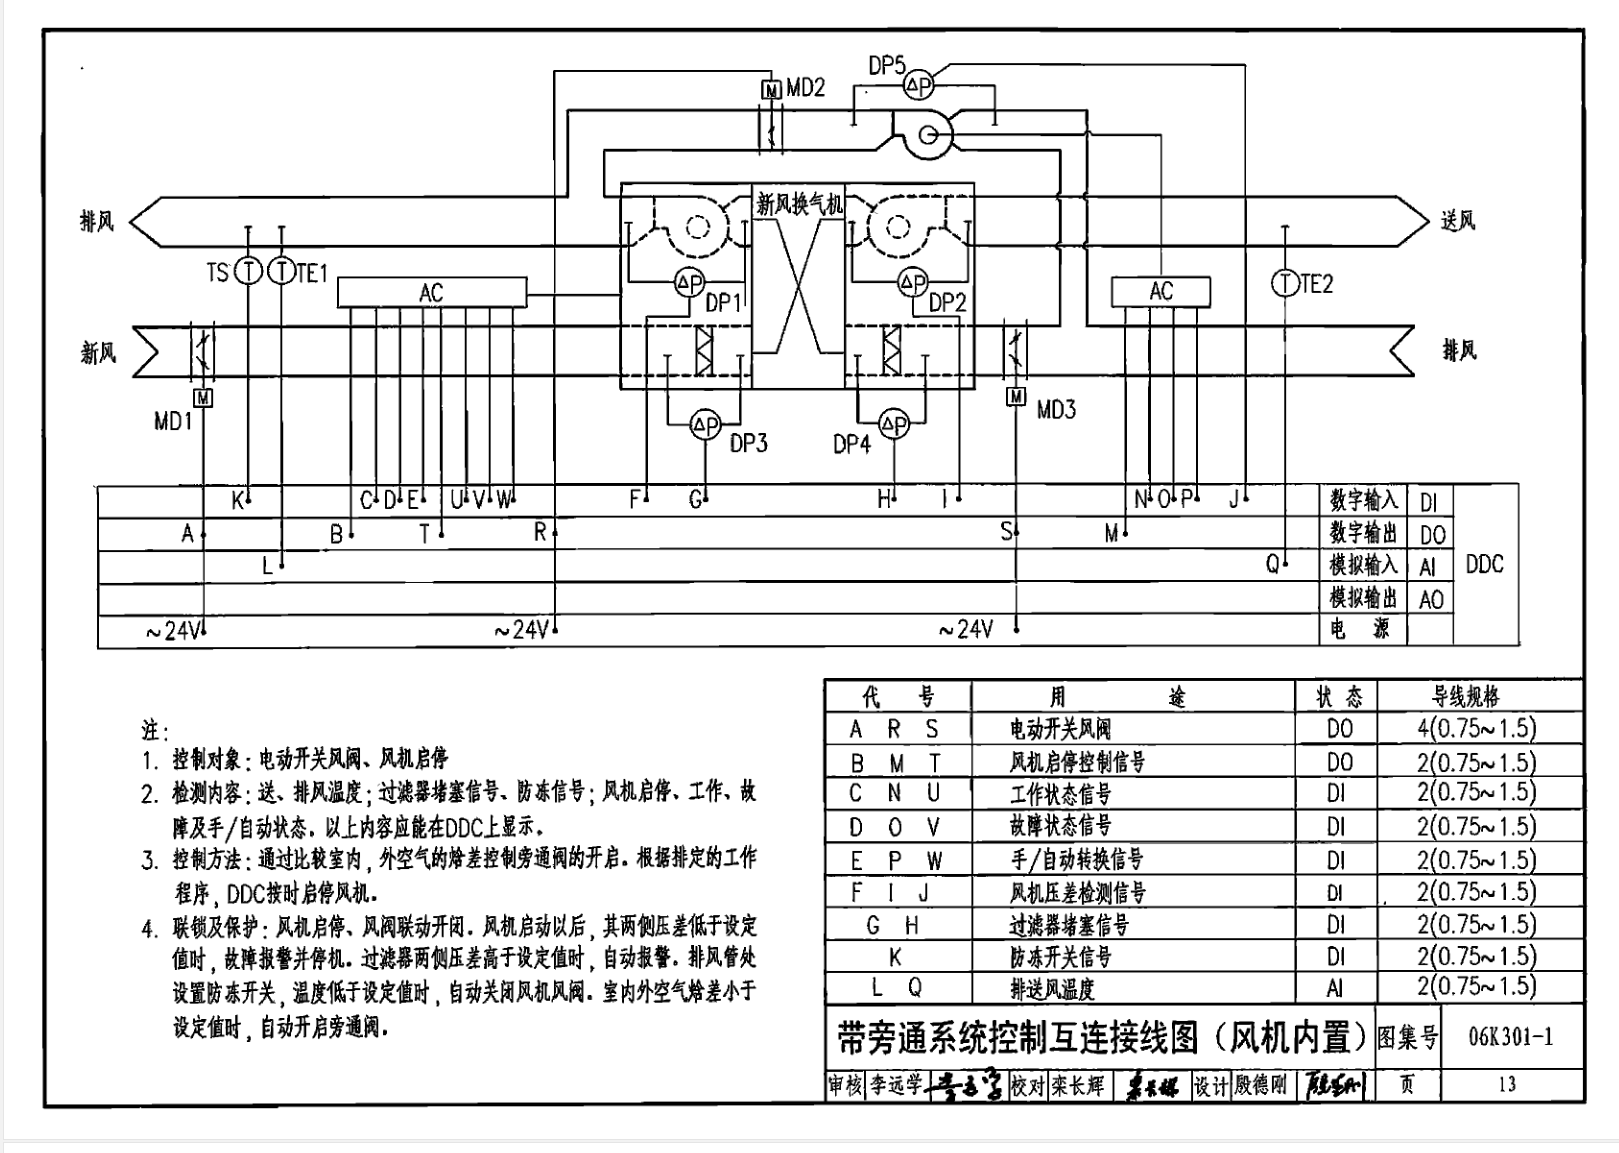 DP5
M MD2 ΔP
新风换气机
排风 送风
TS T T TE1 ΔP DP1 ΔP DP2 T TE2
AC AC
新风 排风
M MD1 M MD3
ΔP DP3 DP4 ΔP
K C D E U V W F G H I N O P J 数字输入 DI
A B T R S M 数字输出 DO
L Q 模拟输入 AI DDC
模拟输出 AO
~24V ~24V ~24V 电 源
代 号 用 途 状 态 导线规格
A R S 电动开关风阀 DO 4(0.75~1.5)
B M T 风机启停控制信号 DO 2(0.75~1.5)
C N U 工作状态信号 DI 2(0.75~1.5)
D O V 故障状态信号 DI 2(0.75~1.5)
E P W 手/自动转换信号 DI 2(0.75~1.5)
F I J 风机压差检测信号 DI 2(0.75~1.5)
G H 过滤器堵塞信号 DI 2(0.75~1.5)
K 防冻开关信号 DI 2(0.75~1.5)
L Q 排送风温度 AI 2(0.75~1.5)
注:
1. 控制对象:电动开关风阀、风机启停
2. 检测内容:送、排风温度;过滤器堵塞信号、防冻信号;风机启停、工作、故
障及手/自动状态。以上内容应能在DDC上显示。
3. 控制方法:通过比较室内,外空气的焓差控制旁通阀的开启。根据排定的工作
程序,DDC按时启停风机。
4. 联锁及保护:风机启停、风阀联动开闭。风机启动以后,其两侧压差低于设定
值时,故障报警并停机。过滤器两侧压差高于设定值时,自动报警。排风管处
设置防冻开关,温度低于设定值时,自动关闭风机风阀。室内外空气焓差小于
设定值时,自动开启旁通阀。
带旁通系统控制互连接线图(风机内置) 图集号 06K301-1
审核 李远学 校对 栾长辉 设计 殷德刚 页 13